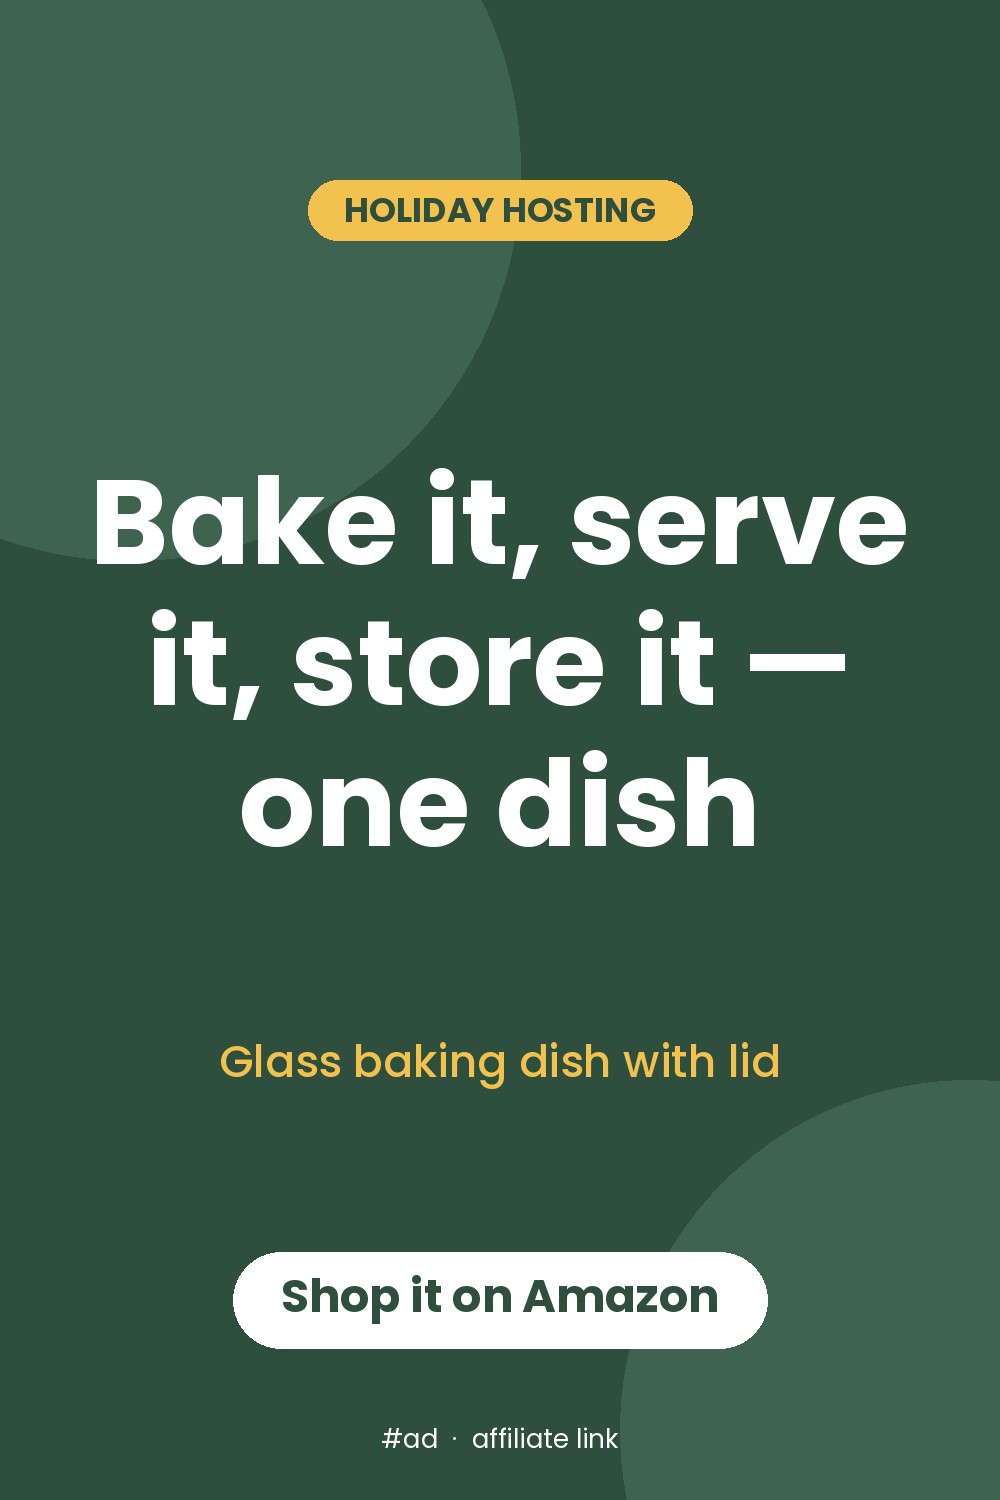 HOLIDAY HOSTING
Bake it, serve
it, store it —
one dish
Glass baking dish with lid
Shop it on Amazon
#ad · affiliate link